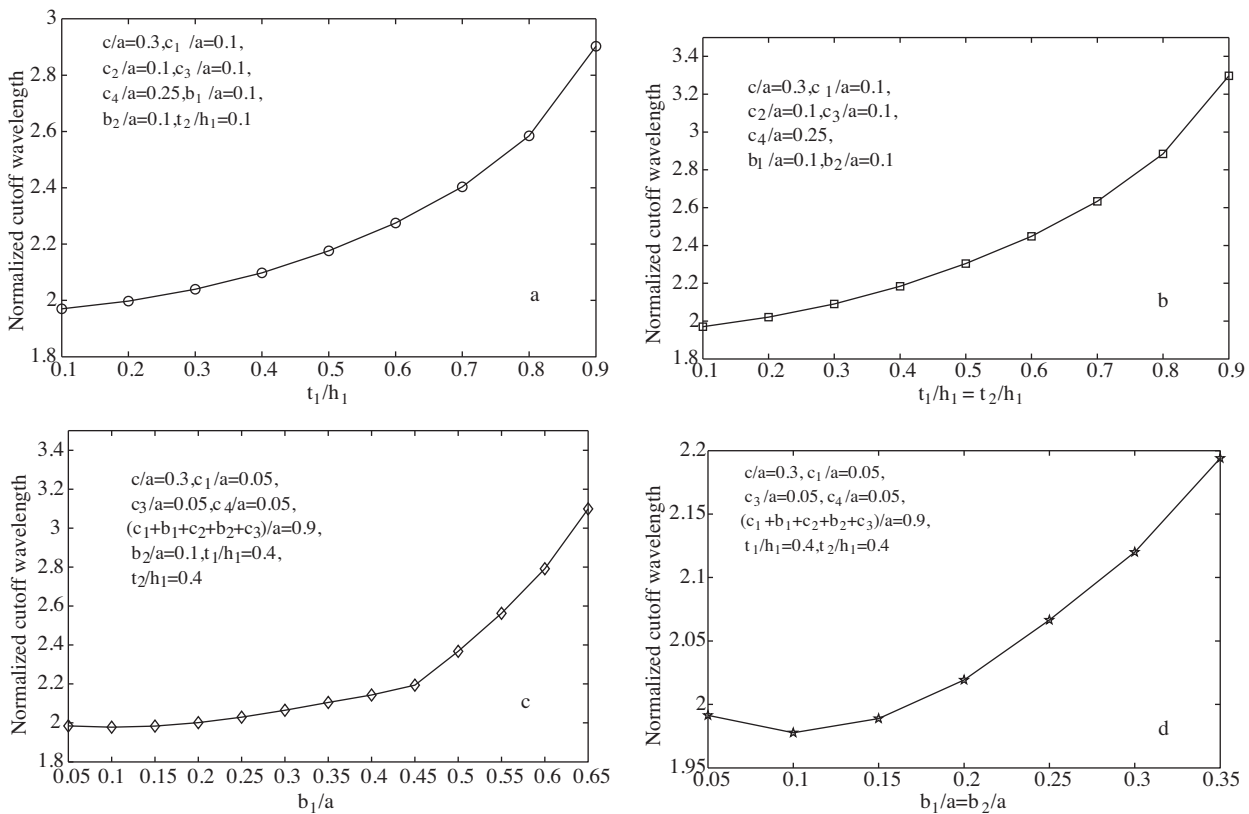 3
2.8
2.6
2.4
2.2
2
1.8
Normalized cutoff wavelength
c/a=0.3,c₁ /a=0.1,
c₂/a=0.1,c₃ /a=0.1,
c₄/a=0.25,b₁ /a=0.1,
b₂/a=0.1,t₂/h₁=0.1
a
0.1 0.2 0.3 0.4 0.5 0.6 0.7 0.8 0.9
t₁/h₁
3.4
3.2
3
2.8
2.6
2.4
2.2
2
1.8
Normalized cutoff wavelength
c/a=0.3,c ₁/a=0.1,
c₂/a=0.1,c₃/a=0.1,
c₄/a=0.25,
b₁/a=0.1,b₂/a=0.1
b
0.1 0.2 0.3 0.4 0.5 0.6 0.7 0.8 0.9
t₁/h₁ = t₂/h₁
3.4
3.2
3
2.8
2.6
2.4
2.2
2
1.8
Normalized cutoff wavelength
c/a=0.3,c₁/a=0.05,
c₃/a=0.05,c₄/a=0.05,
(c₁+b₁+c₂+b₂+c₃)/a=0.9,
b₂/a=0.1,t₁/h₁=0.4,
t₂/h₁=0.4
c
0.05 0.1 0.15 0.2 0.25 0.3 0.35 0.4 0.45 0.5 0.55 0.6 0.65
b₁/a
2.2
2.15
2.1
2.05
2
1.95
Normalized cutoff wavelength
c/a=0.3, c₁/a=0.05,
c₃/a=0.05, c₄/a=0.05,
(c₁+b₁+c₂+b₂+c₃)/a=0.9,
t₁/h₁=0.4,t₂/h₁=0.4
d
0.05 0.1 0.15 0.2 0.25 0.3 0.35
b₁/a=b₂/a